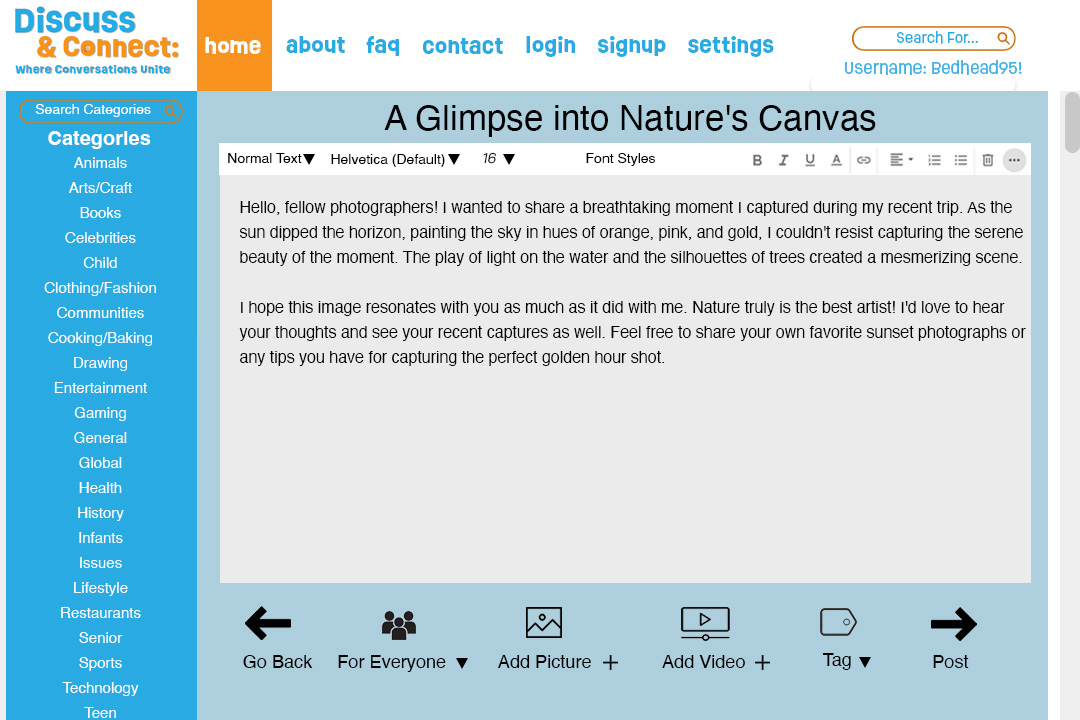 Discuss
& Connect:
Where Conversations Unite
home about faq contact login signup settings
Search For...
Username: Bedhead95!
Search Categories
Categories
Animals
Arts/Craft
Books
Celebrities
Child
Clothing/Fashion
Communities
Cooking/Baking
Drawing
Entertainment
Gaming
General
Global
Health
History
Infants
Issues
Lifestyle
Restaurants
Senior
Sports
Technology
Teen
A Glimpse into Nature's Canvas
Normal Text▼ Helvetica (Default)▼ 16 ▼ Font Styles B I U A
Hello, fellow photographers! I wanted to share a breathtaking moment I captured during my recent trip. As the
sun dipped the horizon, painting the sky in hues of orange, pink, and gold, I couldn't resist capturing the serene
beauty of the moment. The play of light on the water and the silhouettes of trees created a mesmerizing scene.
I hope this image resonates with you as much as it did with me. Nature truly is the best artist! I'd love to hear
your thoughts and see your recent captures as well. Feel free to share your own favorite sunset photographs or
any tips you have for capturing the perfect golden hour shot.
Go Back For Everyone ▼ Add Picture + Add Video + Tag ▼ Post